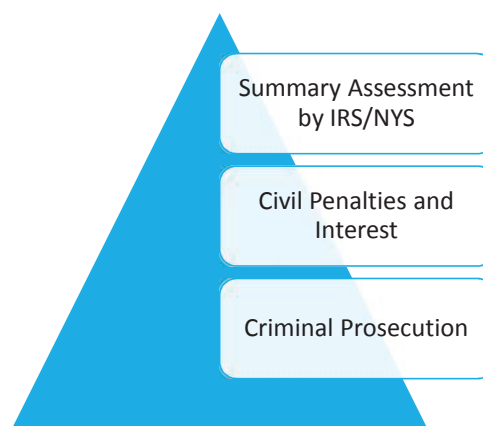 Summary Assessment
by IRS/NYS
Civil Penalties and
Interest
Criminal Prosecution